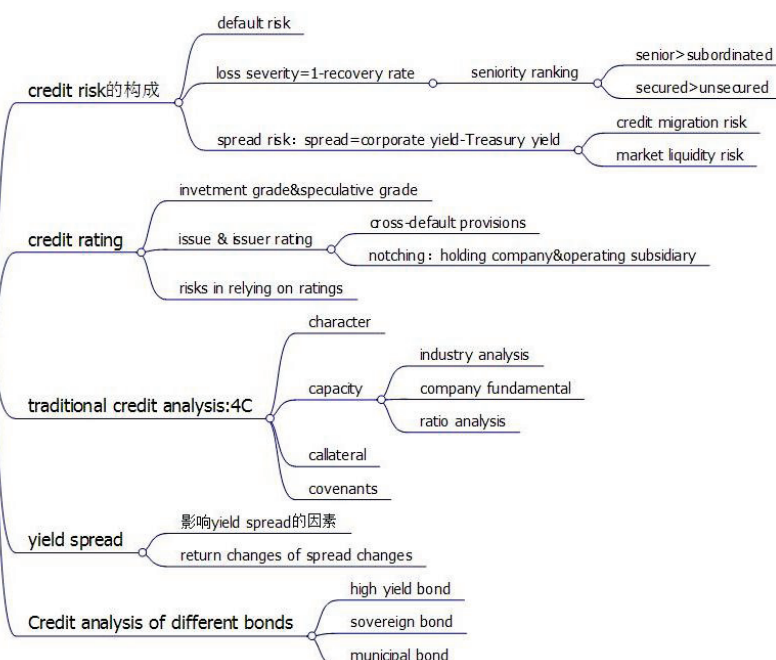 credit risk的构成
default risk
loss severity=1-recovery rate
seniority ranking
senior>subordinated
secured>unsecured
spread risk：spread=corporate yield-Treasury yield
credit migration risk
market liquidity risk
credit rating
invetment grade&speculative grade
issue & issuer rating
cross-default provisions
notching：holding company&operating subsidiary
risks in relying on ratings
traditional credit analysis:4C
character
capacity
industry analysis
company fundamental
ratio analysis
callateral
covenants
yield spread
影响yield spread的因素
return changes of spread changes
Credit analysis of different bonds
high yield bond
sovereign bond
municipal bond